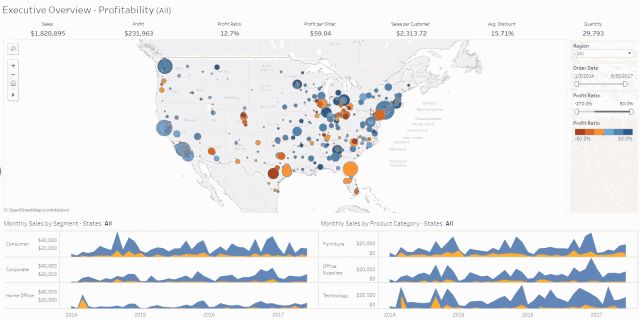 Executive Overview - Profitability (All)
Sales Profit Profit Ratio Profit per Order Sales per Customer Avg. Discount Quantity
$1,820,895 $231,963 12.7% $59.04 $2,313.72 15.71% 29,793
Region
(All)
Order Date
1/3/2014 6/30/2017
Profit Ratio
Profit Ratio
-50.0% 50.0%
© OpenStreetMap contributors
Monthly Sales by Segment - States: All
Consumer
$40,000
$20,000
Corporate
$40,000
$20,000
Home Office
$40,000
$20,000
2014 2015 2016 2017
Monthly Sales by Product Category - States: All
Furniture
$20,000
$0
Office
Supplies
$20,000
$0
Technology
$20,000
$0
2014 2015 2016 2017